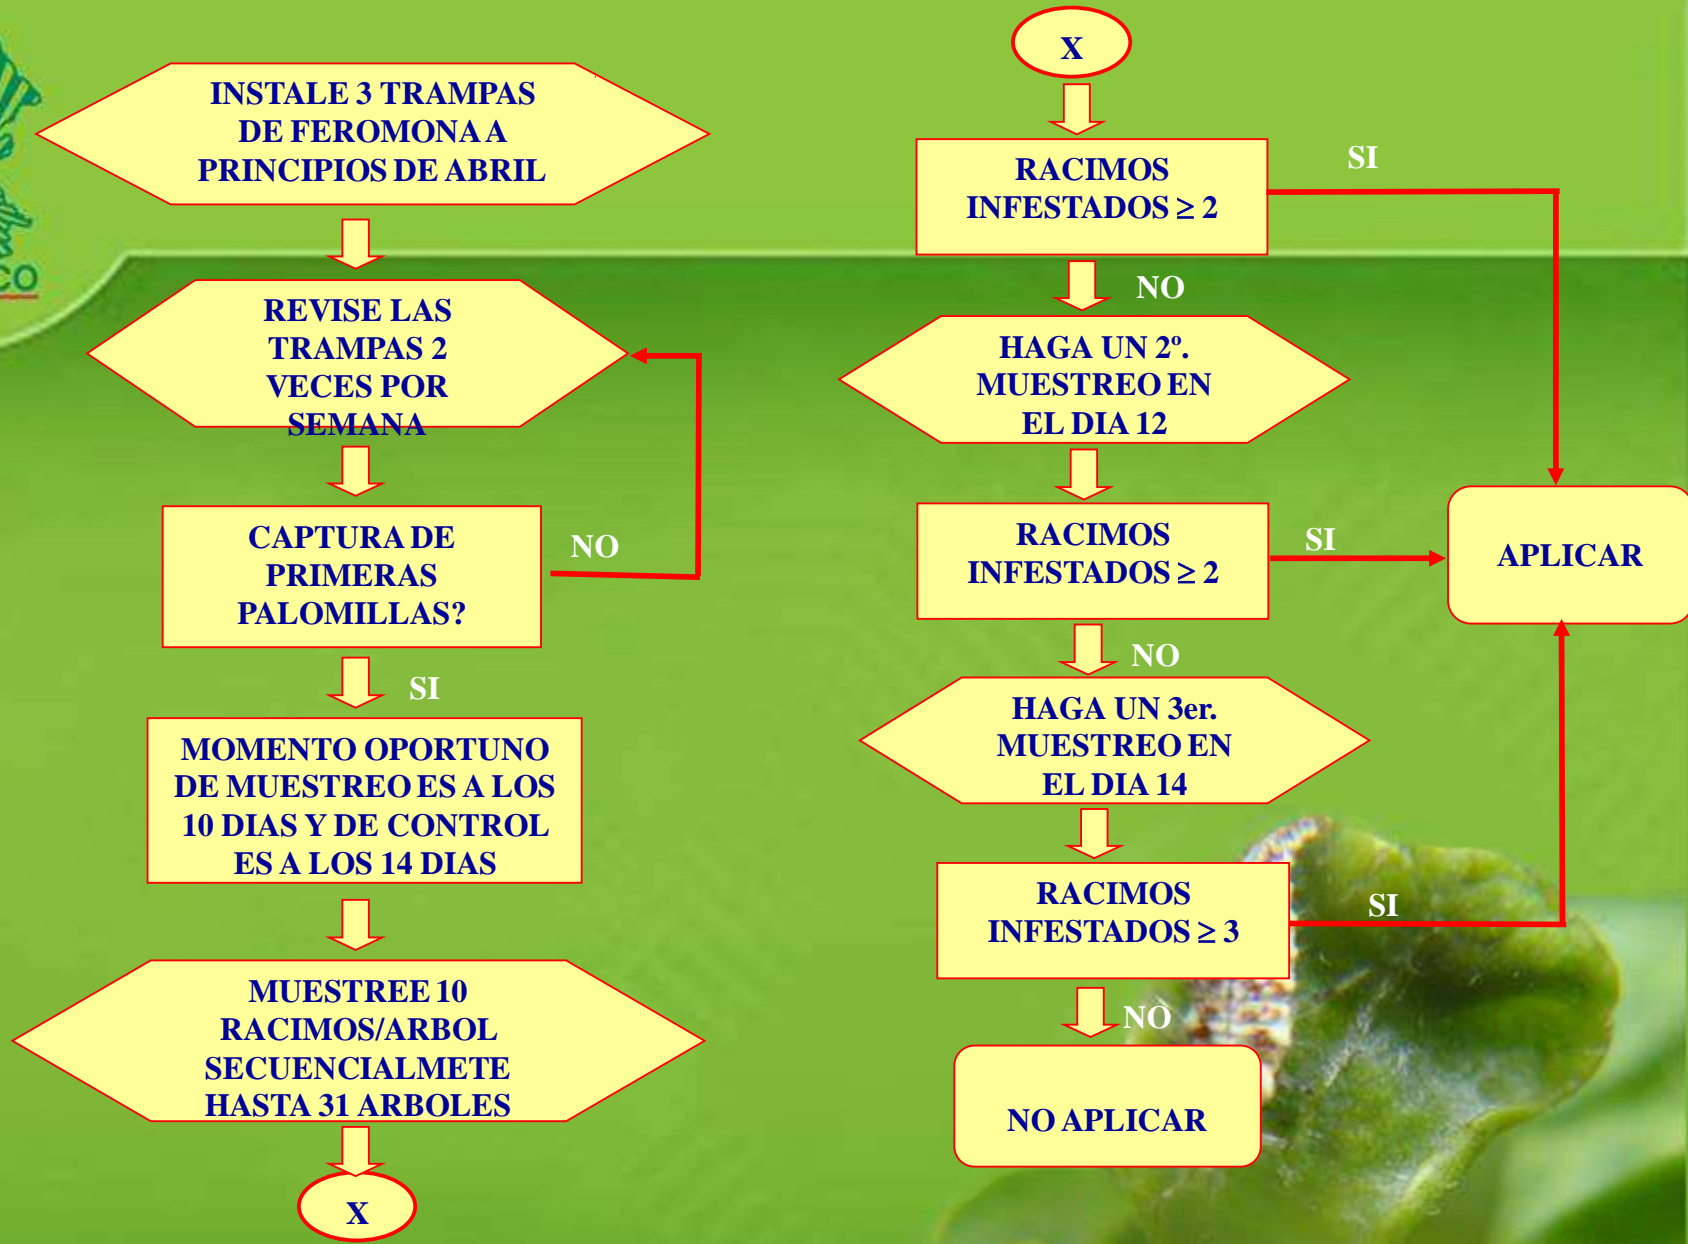 CO
INSTALE 3 TRAMPAS
DE FEROMONA A
PRINCIPIOS DE ABRIL
REVISE LAS
TRAMPAS 2
VECES POR
SEMANA
CAPTURA DE
PRIMERAS
PALOMILLAS?
NO
SI
MOMENTO OPORTUNO
DE MUESTREO ES A LOS
10 DIAS Y DE CONTROL
ES A LOS 14 DIAS
MUESTREE 10
RACIMOS/ARBOL
SECUENCIALMETE
HASTA 31 ARBOLES
X
X
RACIMOS
INFESTADOS ≥ 2
SI
NO
HAGA UN 2º.
MUESTREO EN
EL DIA 12
RACIMOS
INFESTADOS ≥ 2
SI
APLICAR
NO
HAGA UN 3er.
MUESTREO EN
EL DIA 14
RACIMOS
INFESTADOS ≥ 3
SI
NO
NO APLICAR